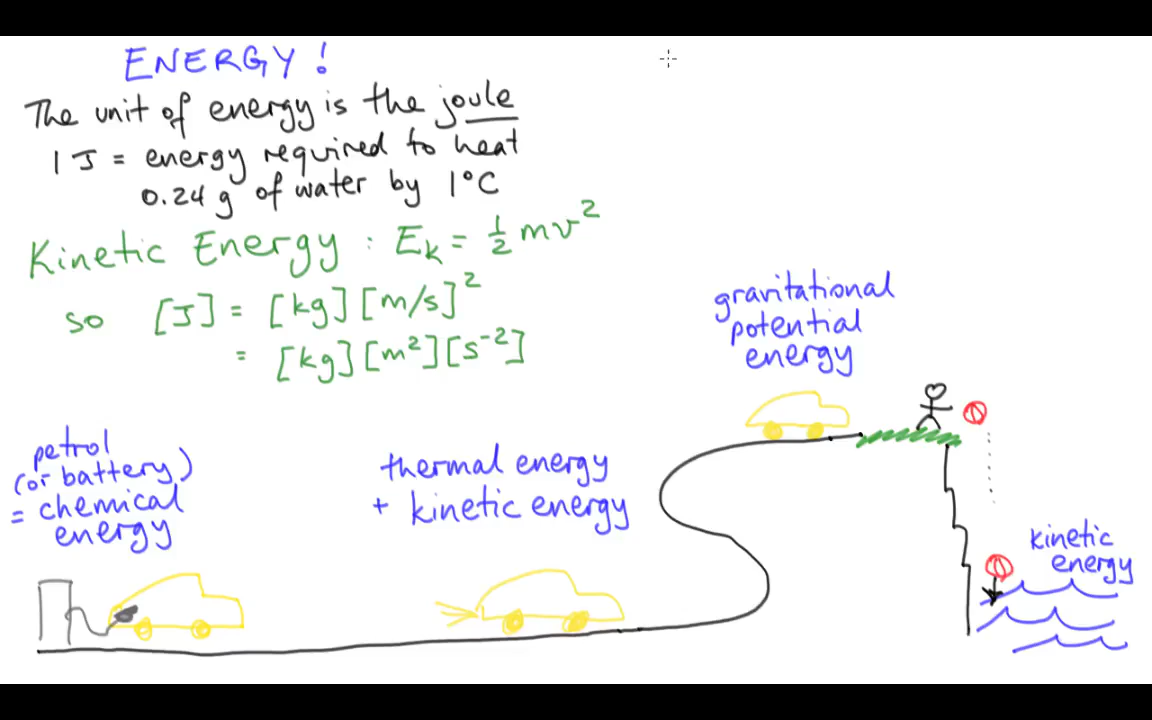 ENERGY!
The unit of energy is the joule
1 J = energy required to heat
0.24 g of water by 1°C
Kinetic Energy : Eₖ = ½ mv²
so [J] = [kg][m/s]²
= [kg][m²][s⁻²]
gravitational
potential
energy
petrol
(or battery)
= chemical
energy
thermal energy
+ kinetic energy
kinetic
energy